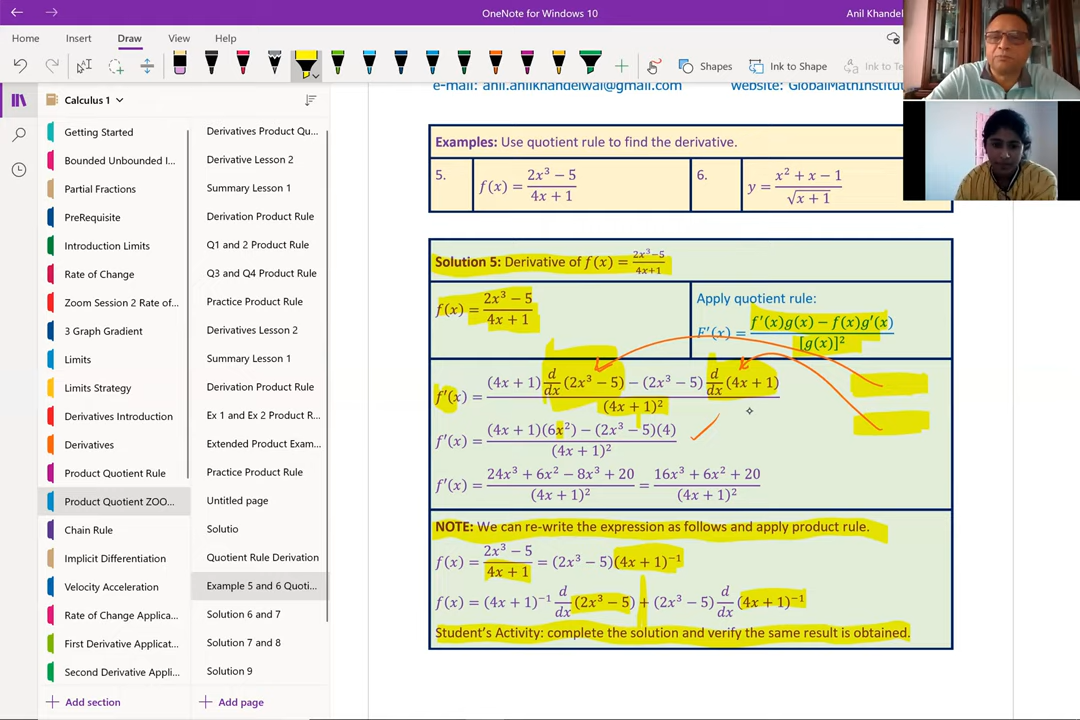 OneNote for Windows 10
Anil Khandel
Home Insert Draw View Help
Shapes
Ink to Shape
Ink to Te
Calculus 1
Getting Started
Bounded Unbounded I...
Partial Fractions
PreRequisite
Introduction Limits
Rate of Change
Zoom Session 2 Rate of...
3 Graph Gradient
Limits
Limits Strategy
Derivatives Introduction
Derivatives
Product Quotient Rule
Product Quotient ZOO...
Chain Rule
Implicit Differentiation
Velocity Acceleration
Rate of Change Applica...
First Derivative Applicat...
Second Derivative Appli...
Add section
Derivatives Product Qu...
Derivative Lesson 2
Summary Lesson 1
Derivation Product Rule
Q1 and 2 Product Rule
Q3 and Q4 Product Rule
Practice Product Rule
Derivatives Lesson 2
Summary Lesson 1
Derivation Product Rule
Ex 1 and Ex 2 Product R...
Extended Product Exam...
Practice Product Rule
Untitled page
Solutio
Quotient Rule Derivation
Example 5 and 6 Quoti...
Solution 6 and 7
Solution 7 and 8
Solution 9
Add page
e-mail: anil.anilkhandelwal@gmail.com website: GlobalMathInstitut
Examples: Use quotient rule to find the derivative.
5. f(x) = (2x³ − 5)/(4x + 1)
6. y = (x² + x − 1)/√(x + 1)
Solution 5: Derivative of f(x) = (2x³−5)/(4x+1)
f(x) = (2x³ − 5)/(4x + 1)
Apply quotient rule:
F′(x) = (f′(x)g(x) − f(x)g′(x))/[g(x)]²
f′(x) = ((4x + 1) d/dx (2x³ − 5) − (2x³ − 5) d/dx (4x + 1))/(4x + 1)²
f′(x) = ((4x + 1)(6x²) − (2x³ − 5)(4))/(4x + 1)²
f′(x) = (24x³ + 6x² − 8x³ + 20)/(4x + 1)² = (16x³ + 6x² + 20)/(4x + 1)²
NOTE: We can re-write the expression as follows and apply product rule.
f(x) = (2x³ − 5)/(4x + 1) = (2x³ − 5)(4x + 1)⁻¹
f(x) = (4x + 1)⁻¹ d/dx (2x³ − 5) + (2x³ − 5) d/dx (4x + 1)⁻¹
Student's Activity: complete the solution and verify the same result is obtained.